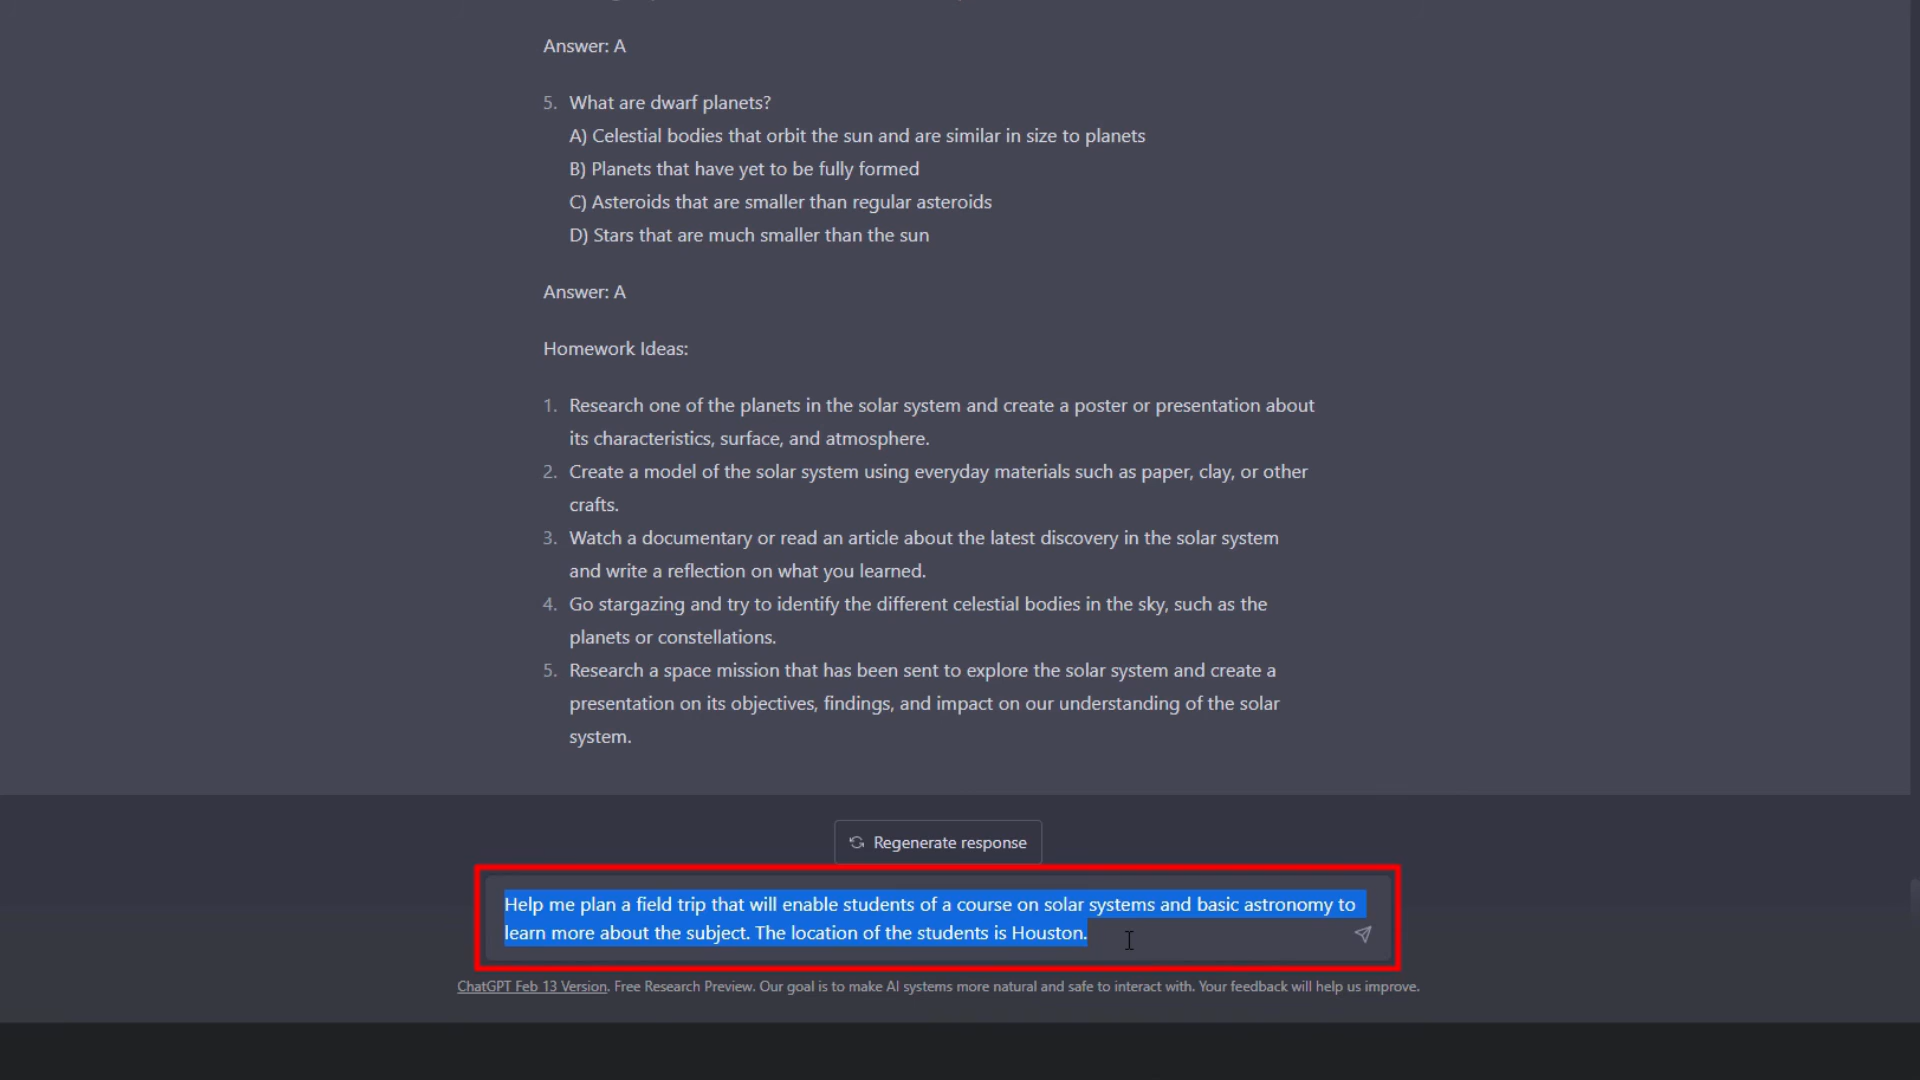 Answer: A
5. What are dwarf planets?
A) Celestial bodies that orbit the sun and are similar in size to planets
B) Planets that have yet to be fully formed
C) Asteroids that are smaller than regular asteroids
D) Stars that are much smaller than the sun
Answer: A
Homework Ideas:
1. Research one of the planets in the solar system and create a poster or presentation about
its characteristics, surface, and atmosphere.
2. Create a model of the solar system using everyday materials such as paper, clay, or other
crafts.
3. Watch a documentary or read an article about the latest discovery in the solar system
and write a reflection on what you learned.
4. Go stargazing and try to identify the different celestial bodies in the sky, such as the
planets or constellations.
5. Research a space mission that has been sent to explore the solar system and create a
presentation on its objectives, findings, and impact on our understanding of the solar
system.
Regenerate response
Help me plan a field trip that will enable students of a course on solar systems and basic astronomy to
learn more about the subject. The location of the students is Houston.
ChatGPT Feb 13 Version. Free Research Preview. Our goal is to make AI systems more natural and safe to interact with. Your feedback will help us improve.